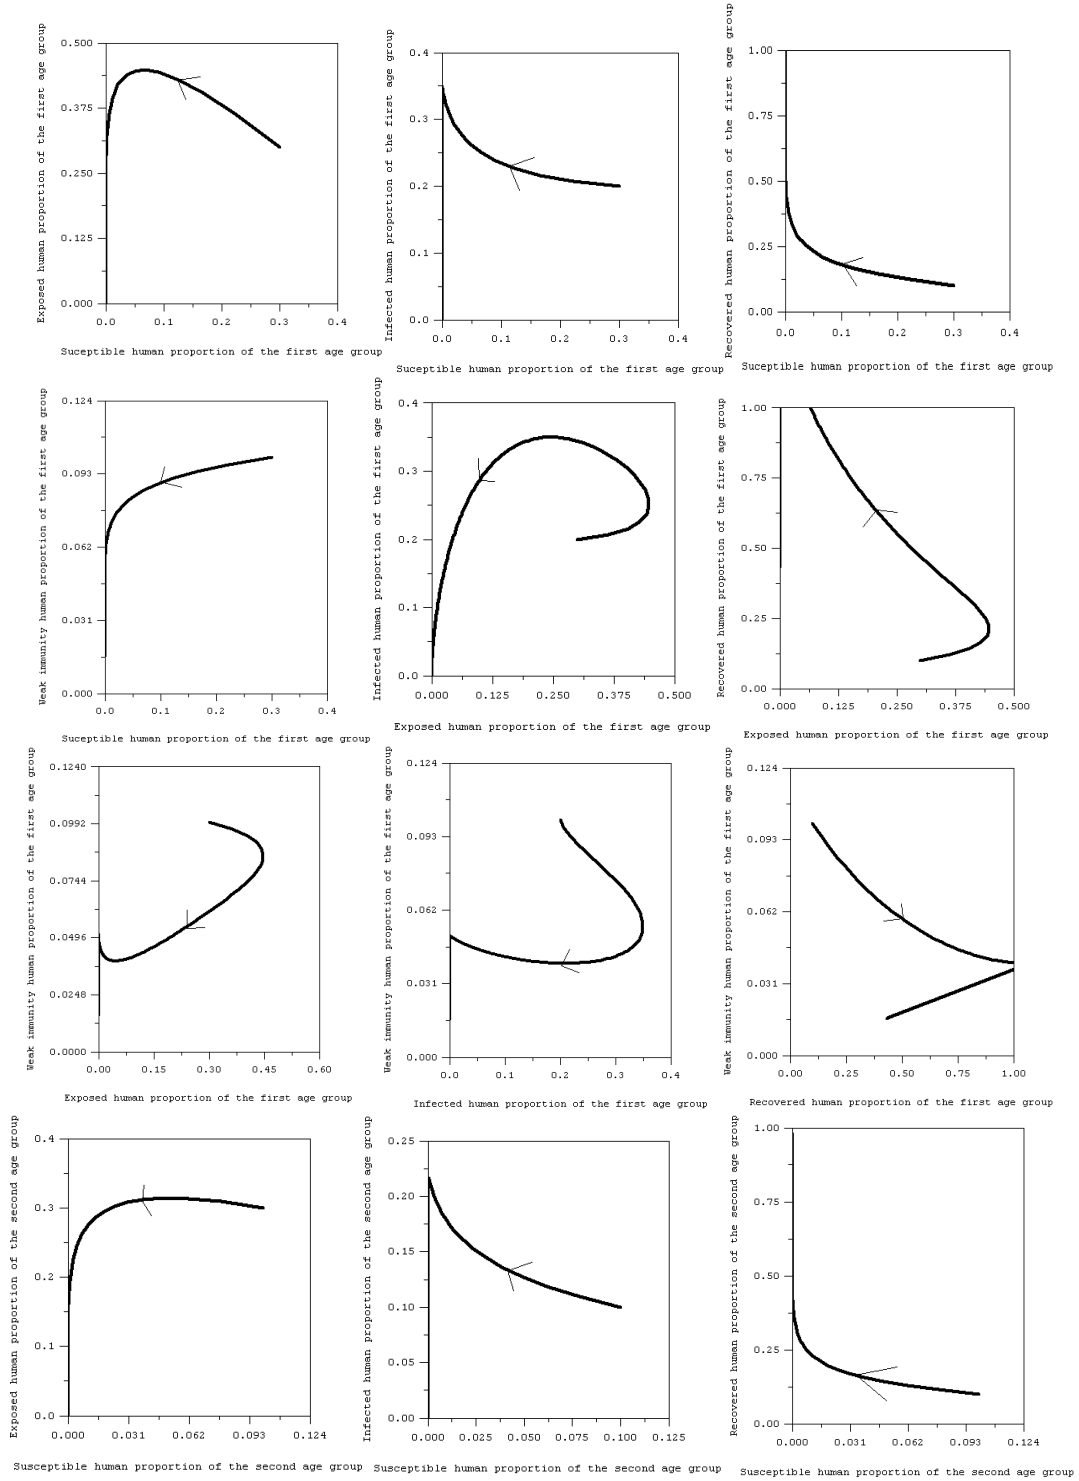 Exposed human proportion of the first age group
0.500
0.375
0.250
0.125
0.000
0.0 0.1 0.2 0.3 0.4
Suceptible human proportion of the first age group
Infected human proportion of the first age group
0.4
0.3
0.2
0.1
0.0
0.0 0.1 0.2 0.3 0.4
Suceptible human proportion of the first age group
Recovered human proportion of the first age group
1.00
0.75
0.50
0.25
0.00
0.0 0.1 0.2 0.3 0.4
Suceptible human proportion of the first age group
Weak immunity human proportion of the first age group
0.124
0.093
0.062
0.031
0.000
0.0 0.1 0.2 0.3 0.4
Suceptible human proportion of the first age group
Infected human proportion of the first age group
0.4
0.3
0.2
0.1
0.0
0.000 0.125 0.250 0.375 0.500
Exposed human proportion of the first age group
Recovered human proportion of the first age group
1.00
0.75
0.50
0.25
0.00
0.000 0.125 0.250 0.375 0.500
Exposed human proportion of the first age group
Weak immunity human proportion of the first age group
0.1240
0.0992
0.0744
0.0496
0.0248
0.0000
0.00 0.15 0.30 0.45 0.60
Exposed human proportion of the first age group
Weak immunity human proportion of the first age group
0.124
0.093
0.062
0.031
0.000
0.0 0.1 0.2 0.3 0.4
Infected human proportion of the first age group
Weak immunity human proportion of the first age group
0.124
0.093
0.062
0.031
0.000
0.00 0.25 0.50 0.75 1.00
Recovered human proportion of the first age group
Exposed human proportion of the second age group
0.4
0.3
0.2
0.1
0.0
0.000 0.031 0.062 0.093 0.124
Susceptible human proportion of the second age group
Infected human proportion of the second age group
0.25
0.20
0.15
0.10
0.05
0.00
0.000 0.025 0.050 0.075 0.100 0.125
Susceptible human proportion of the second age group
Recovered human proportion of the second age group
1.00
0.75
0.50
0.25
0.00
0.000 0.031 0.062 0.093 0.124
Susceptible human proportion of the second age group